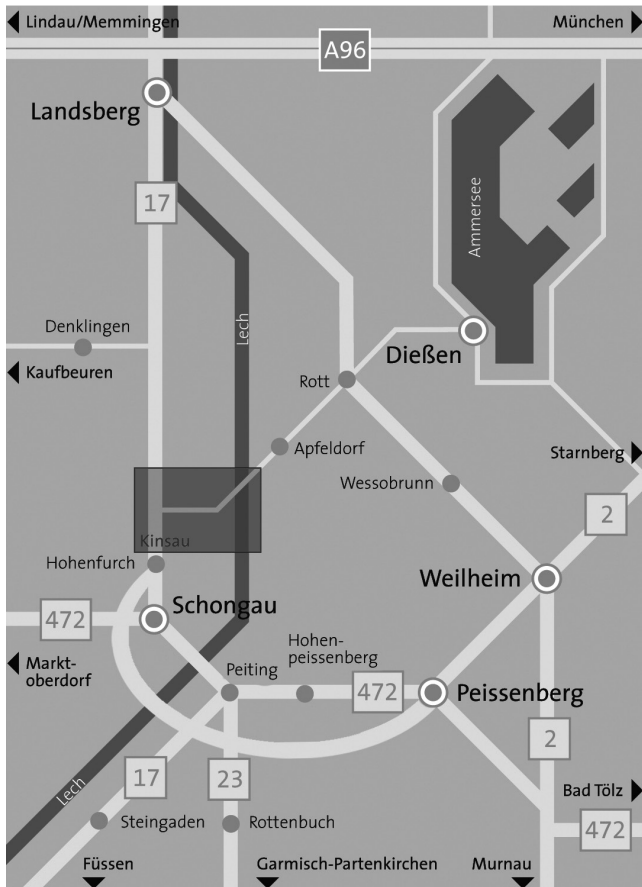 Lindau/Memmingen
München
A96
Landsberg
17
Ammersee
Lech
Denklingen
Dießen
Kaufbeuren
Rott
Apfeldorf
Starnberg
Wessobrunn
2
Kinsau
Hohenfurch
Weilheim
Schongau
472
Hohen-
peissenberg
Markt-
oberdorf
Peiting
472
Peissenberg
2
17
23
Lech
Bad Tölz
Steingaden
Rottenbuch
472
Füssen
Garmisch-Partenkirchen
Murnau